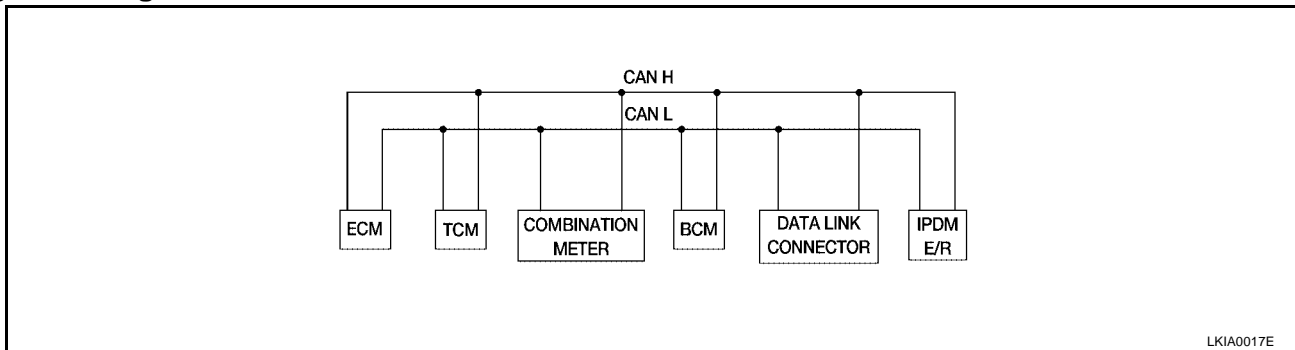 CAN H
CAN L
ECM
TCM
COMBINATION
METER
BCM
DATA LINK
CONNECTOR
IPDM
E/R
LKIA0017E